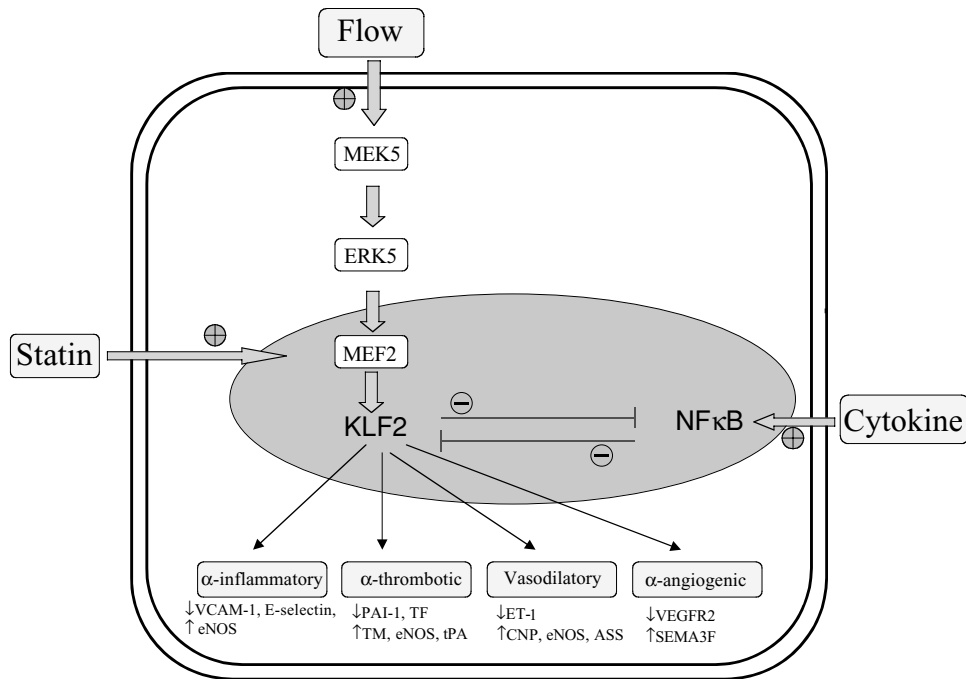 Flow
MEK5
ERK5
Statin
MEF2
KLF2
NFκB
Cytokine
α-inflammatory
↓VCAM-1, E-selectin,
↑ eNOS
α-thrombotic
↓PAI-1, TF
↑TM, eNOS, tPA
Vasodilatory
↓ET-1
↑CNP, eNOS, ASS
α-angiogenic
↓VEGFR2
↑SEMA3F